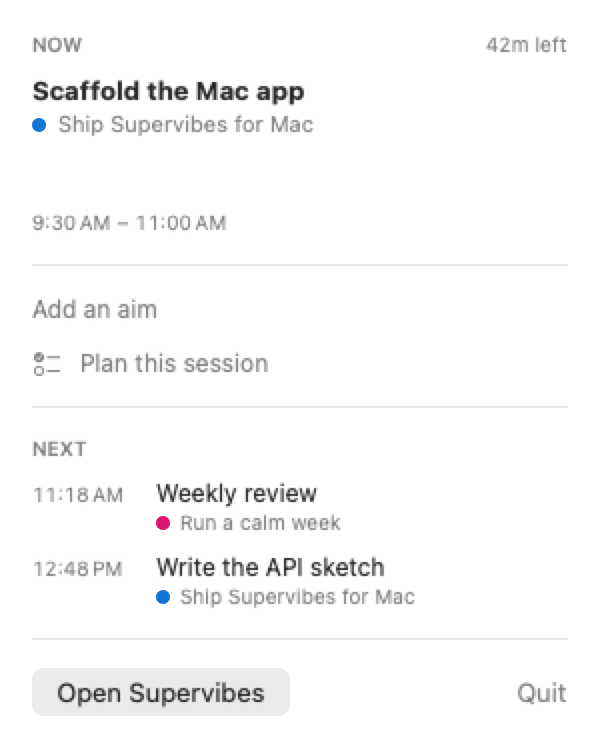 NOW
42m left
Scaffold the Mac app
Ship Supervibes for Mac
9:30 AM – 11:00 AM
Add an aim
Plan this session
NEXT
11:18 AM Weekly review
Run a calm week
12:48 PM Write the API sketch
Ship Supervibes for Mac
Open Supervibes
Quit